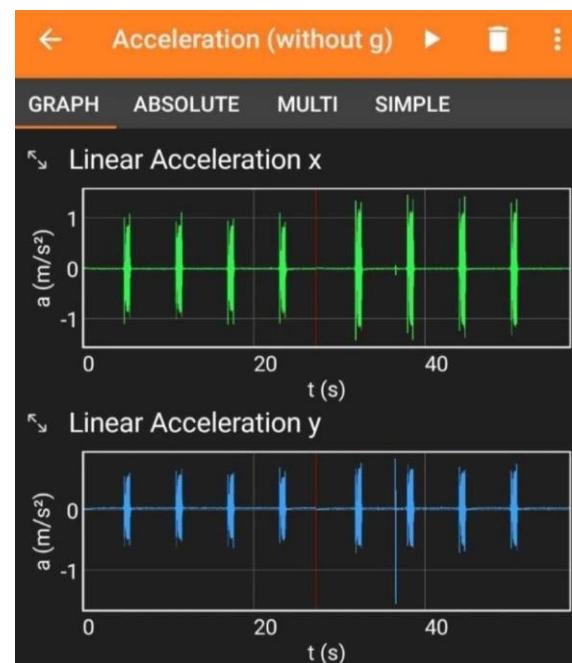 Acceleration (without g)
GRAPH ABSOLUTE MULTI SIMPLE
Linear Acceleration x
a (m/s²)
1
0
-1
0 20 40
t (s)
Linear Acceleration y
a (m/s²)
0
-1
0 20 40
t (s)